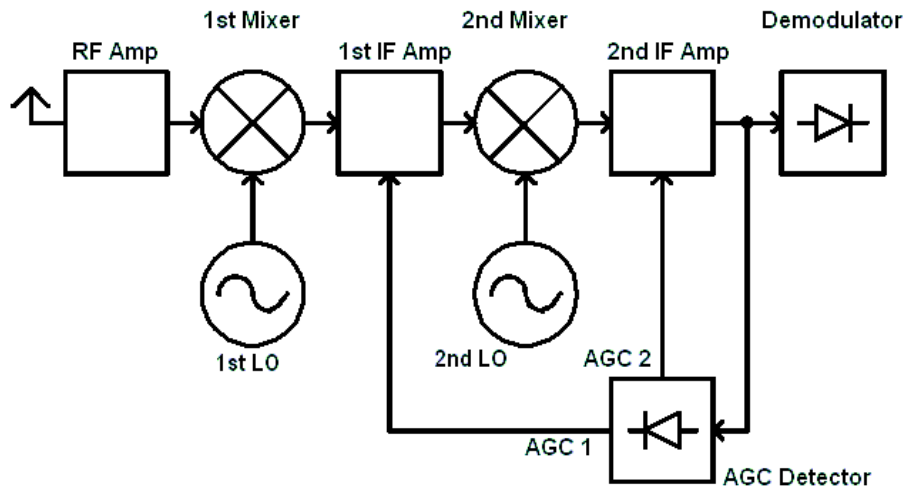 1st Mixer
2nd Mixer
Demodulator
RF Amp
1st IF Amp
2nd IF Amp
1st LO
2nd LO
AGC 2
AGC 1
AGC Detector